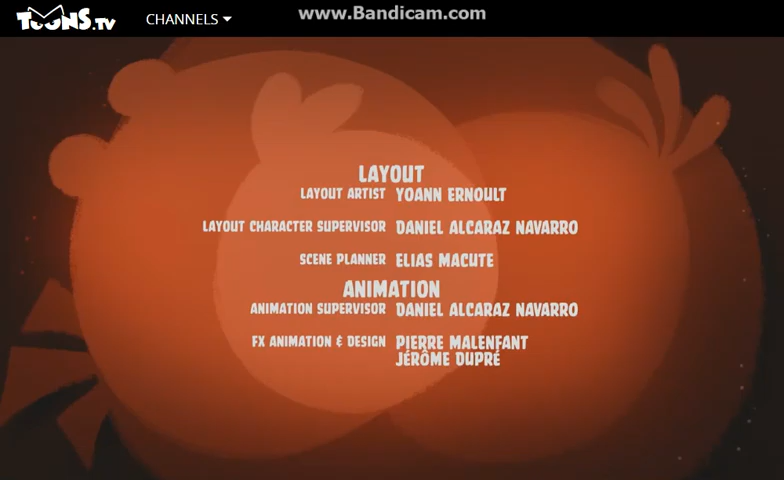 TOONS.TV CHANNELS
www.Bandicam.com
LAYOUT
LAYOUT ARTIST YOANN ERNOULT
LAYOUT CHARACTER SUPERVISOR DANIEL ALCARAZ NAVARRO
SCENE PLANNER ELIAS MACUTE
ANIMATION
ANIMATION SUPERVISOR DANIEL ALCARAZ NAVARRO
FX ANIMATION & DESIGN PIERRE MALENFANT
JÉRÔME DUPRÉ